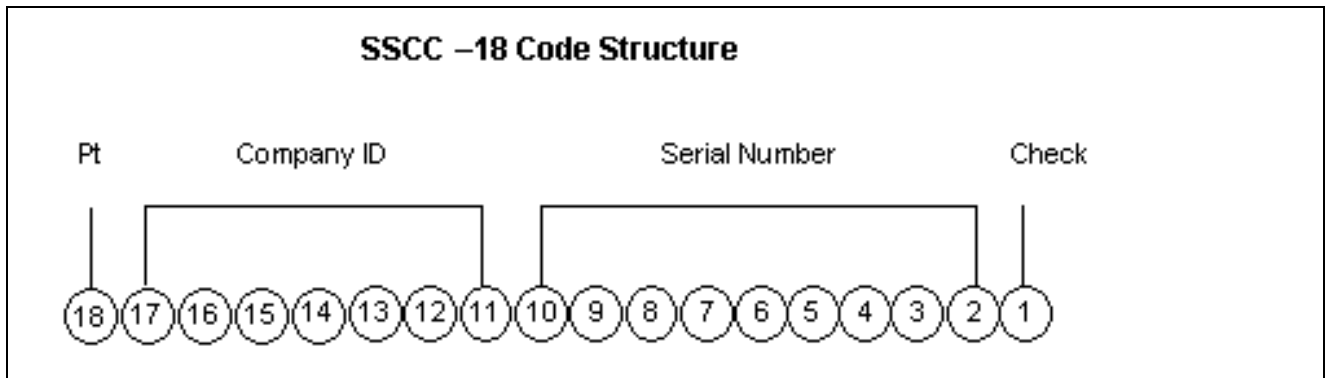 SSCC –18 Code Structure
Pt Company ID Serial Number Check
18 17 16 15 14 13 12 11 10 9 8 7 6 5 4 3 2 1